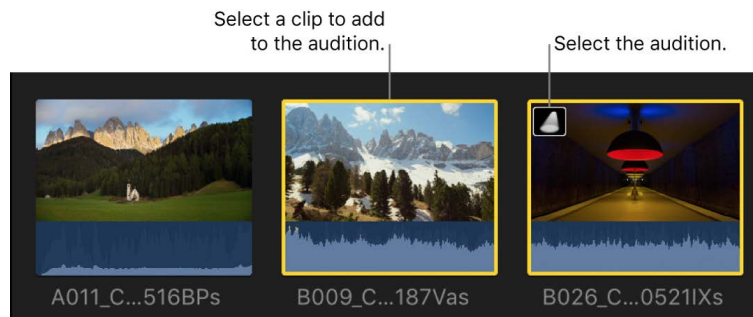 Select a clip to add
to the audition.
Select the audition.
A011_C...516BPs
B009_C...187Vas
B026_C...0521IXs